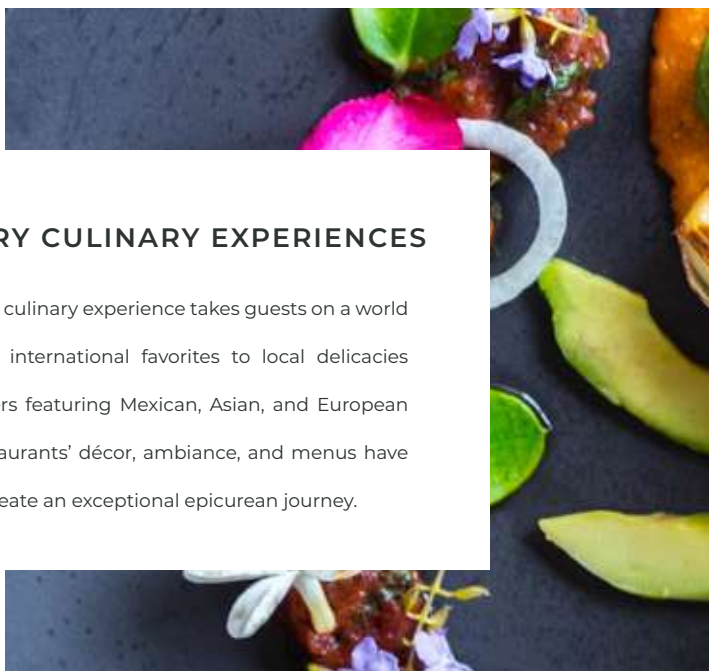 RY CULINARY EXPERIENCES
culinary experience takes guests on a world
international favorites to local delicacies
rs featuring Mexican, Asian, and European
aurants’ décor, ambiance, and menus have
eate an exceptional epicurean journey.